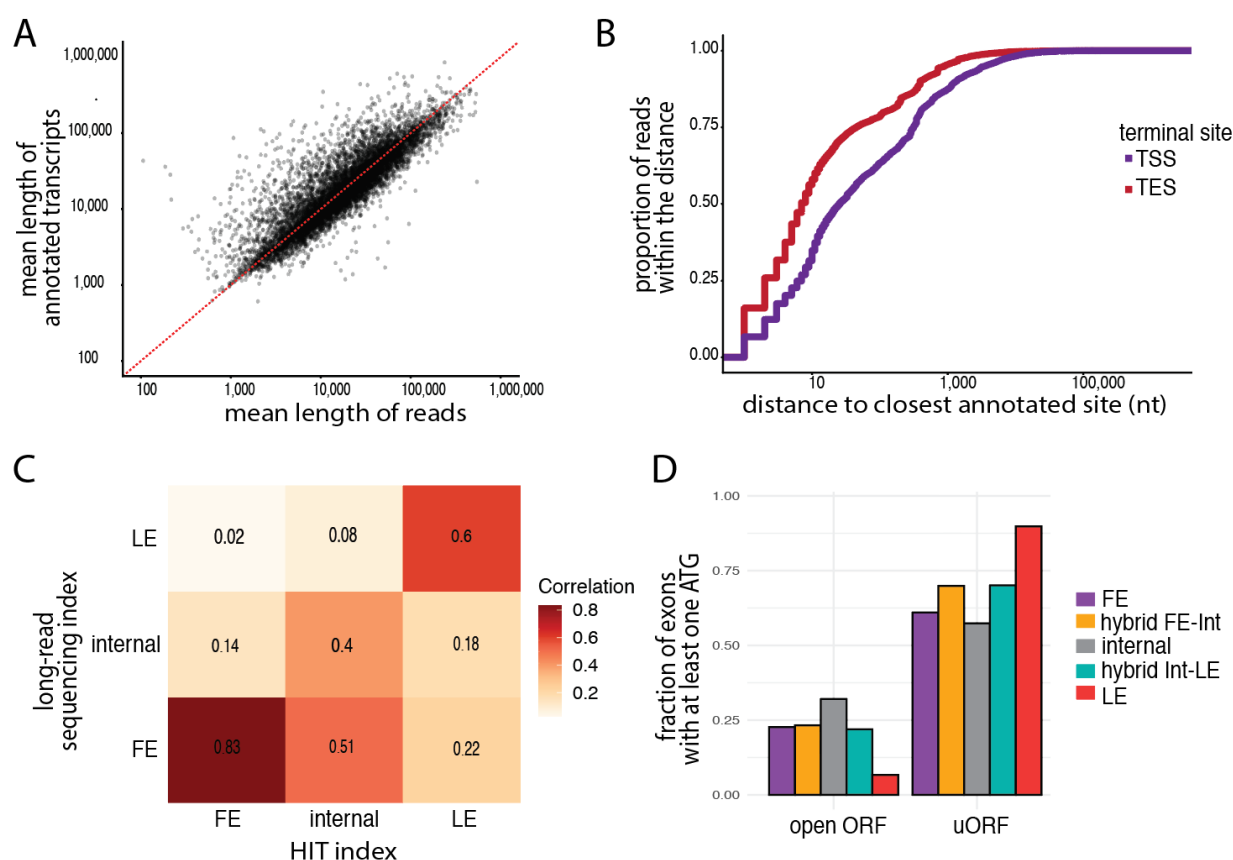 A
1,000,000
100,000
10,000
1,000
100
mean length of
annotated transcripts
100
1,000
10,000
100,000
1,000,000
mean length of reads
B
1.00
0.75
0.50
0.25
0.00
proportion of reads
within the distance
10
1,000
100,000
distance to closest annotated site (nt)
terminal site
TSS
TES
C
LE
internal
FE
long-read
sequencing index
0.02
0.08
0.6
0.14
0.4
0.18
0.83
0.51
0.22
FE
internal
LE
HIT index
Correlation
0.8
0.6
0.4
0.2
D
1.00
0.75
0.50
0.25
0.00
fraction of exons
with at least one ATG
open ORF
uORF
FE
hybrid FE-Int
internal
hybrid Int-LE
LE